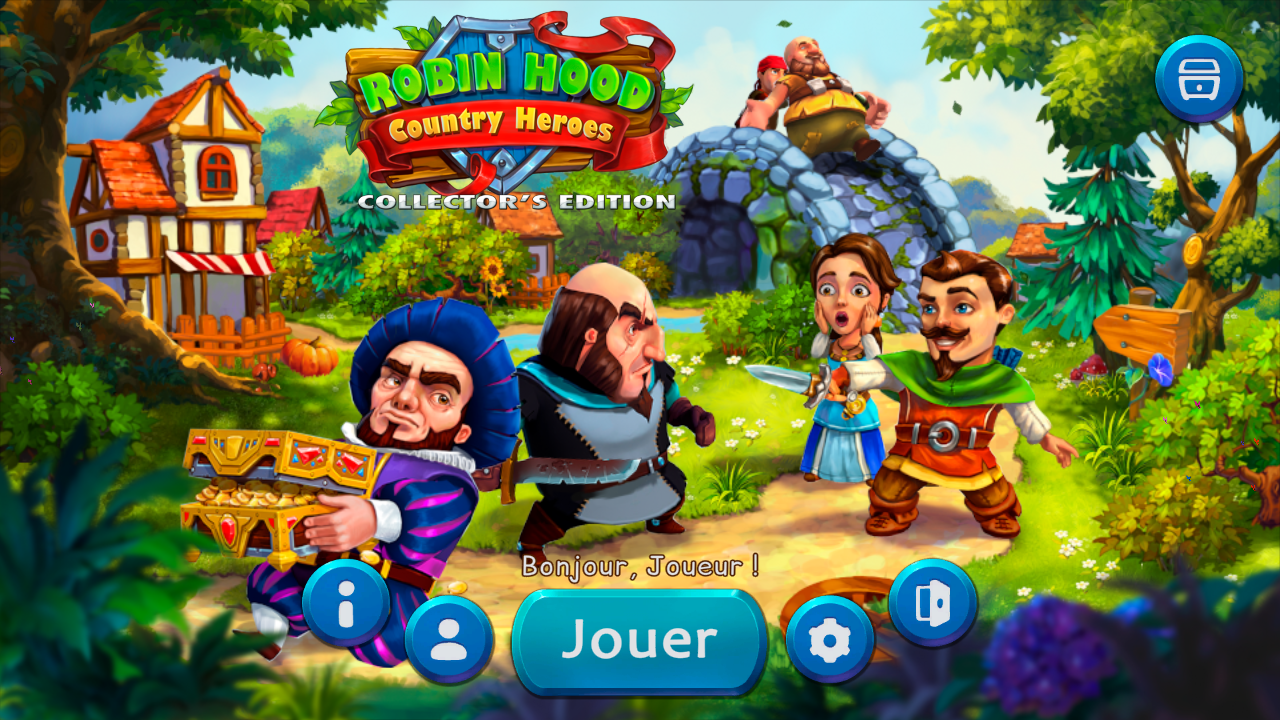 ROBIN HOOD
Country Heroes
COLLECTOR'S EDITION
Bonjour, Joueur !
Jouer